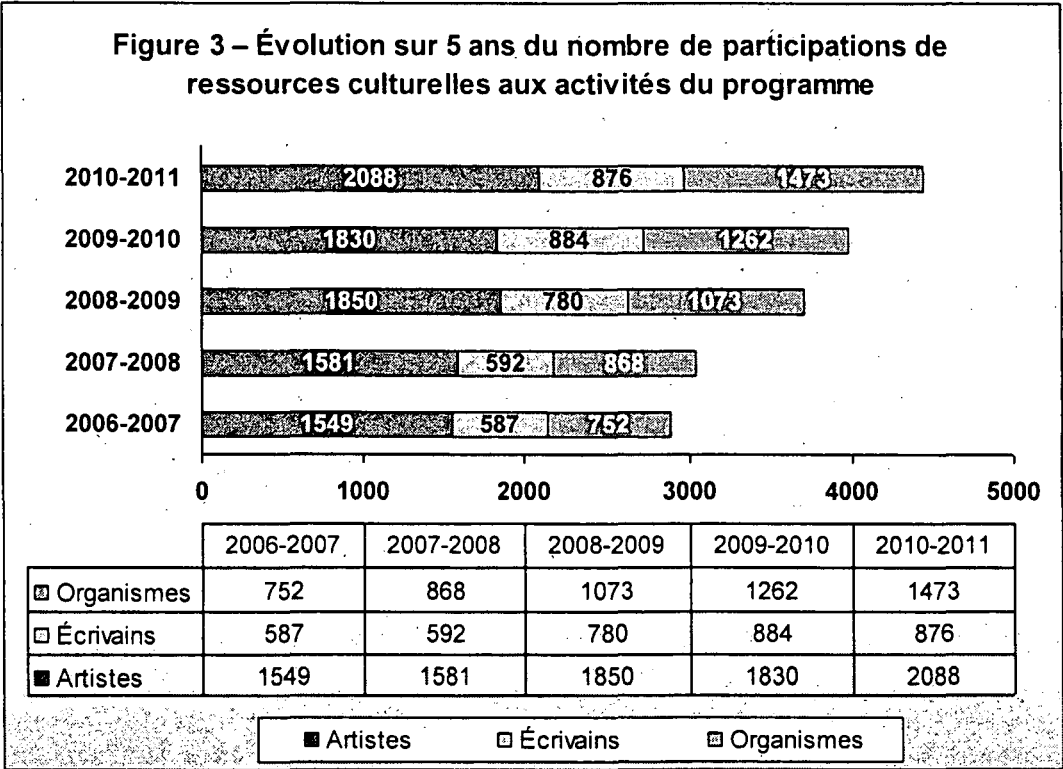 Figure 3 – Évolution sur 5 ans du nombre de participations de
ressources culturelles aux activités du programme
2010-2011 2088 876 1473
2009-2010 1830 884 1262
2008-2009 1850 780 1073
2007-2008 1581 592 868
2006-2007 1549 587 752
0 1000 2000 3000 4000 5000
2006-2007 2007-2008 2008-2009 2009-2010 2010-2011
Organismes 752 868 1073 1262 1473
Écrivains 587 592 780 884 876
Artistes 1549 1581 1850 1830 2088
Artistes Écrivains Organismes